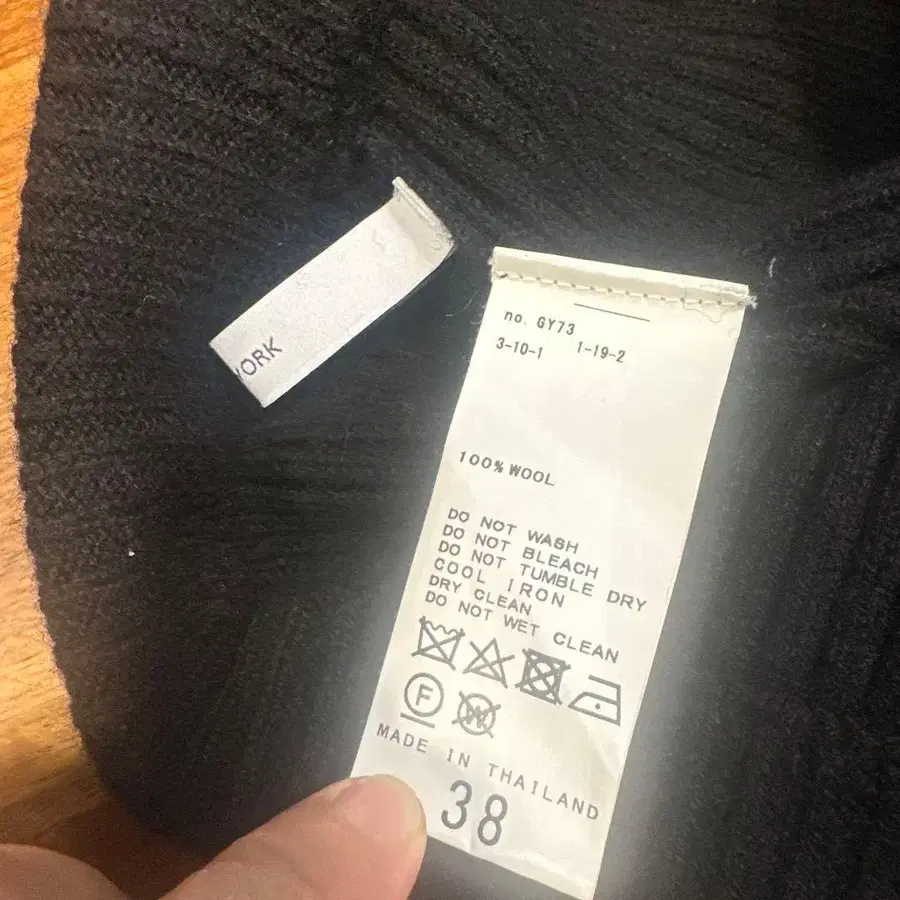 ORK
no. GY73
3-10-1 1-19-2
100% WOOL
DO NOT WASH
DO NOT BLEACH
DO NOT TUMBLE DRY
COOL IRON
DRY CLEAN
DO NOT WET CLEAN
F W
MADE IN THAILAND
38